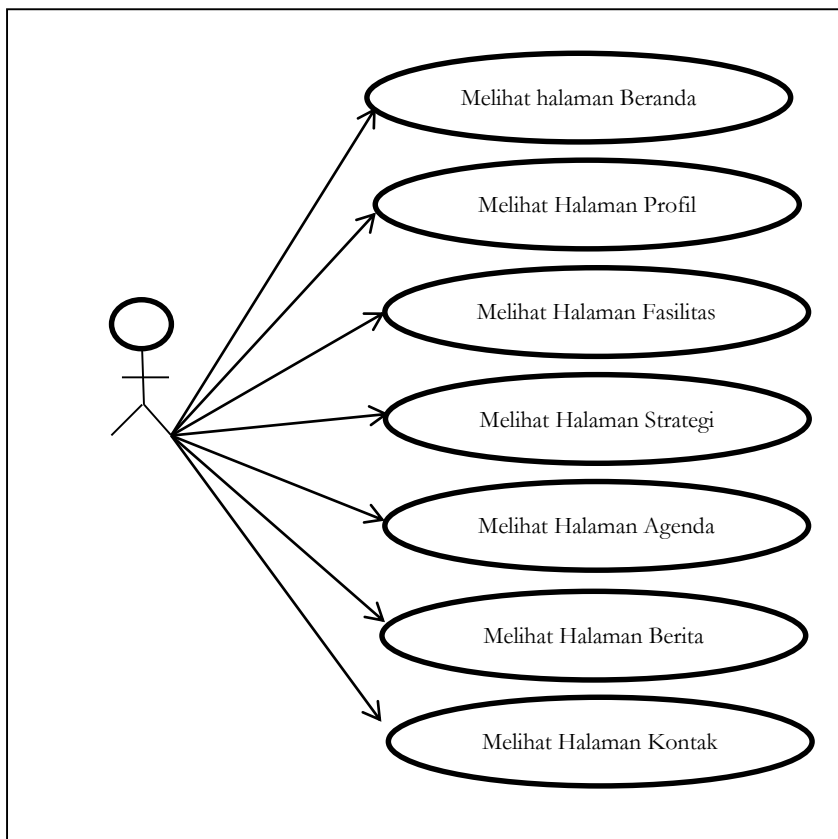 Melihat halaman Beranda
Melihat Halaman Profil
Melihat Halaman Fasilitas
Melihat Halaman Strategi
Melihat Halaman Agenda
Melihat Halaman Berita
Melihat Halaman Kontak